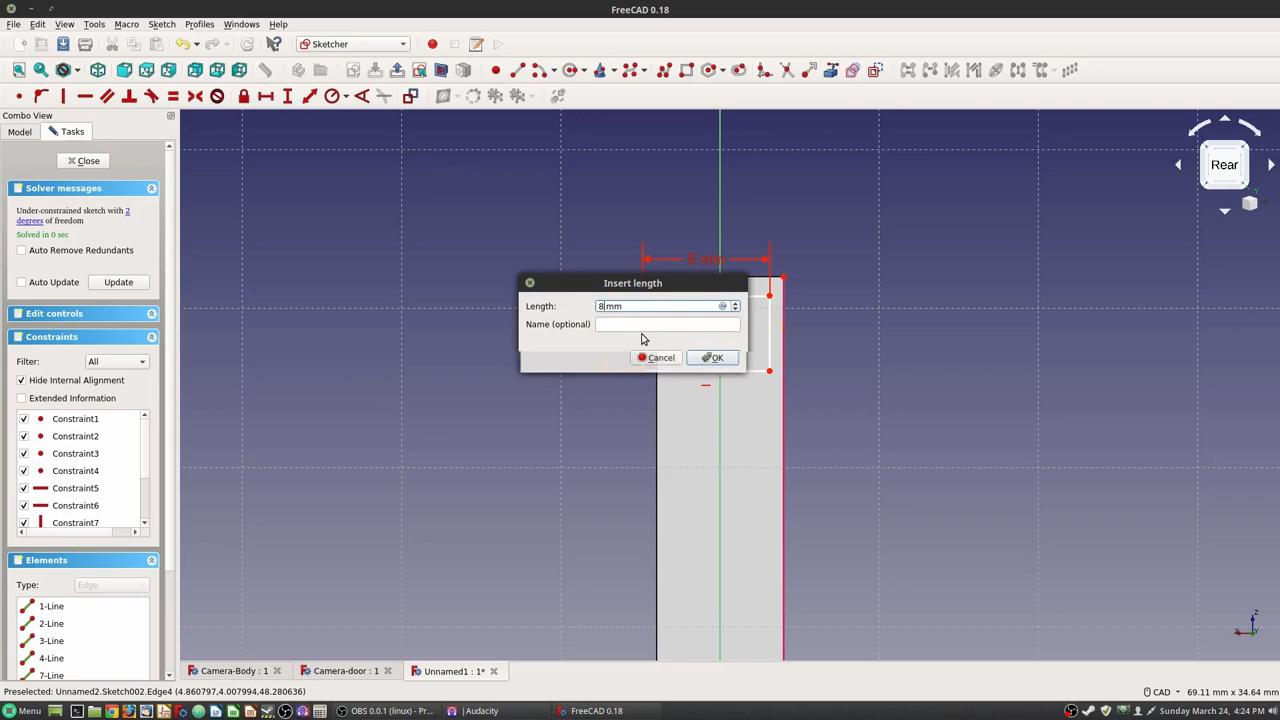 FreeCAD 0.18
File Edit View Tools Macro Sketch Profiles Windows Help
Sketcher
Combo View
Model Tasks
Close
Solver messages
Under-constrained sketch with 2
degrees of freedom
Solved in 0 sec
Auto Remove Redundants
Auto Update Update
Edit controls
Constraints
Filter: All
Hide Internal Alignment
Extended Information
Constraint1
Constraint2
Constraint3
Constraint4
Constraint5
Constraint6
Constraint7
Elements
Type: Edge
1-Line
2-Line
3-Line
4-Line
7-Line
8 mm
Insert length
Length: 8 mm
Name (optional)
Cancel OK
Rear
Y
Z
X
Y
Camera-Body : 1 Camera-door : 1 Unnamed1 : 1*
Preselected: Unnamed2.Sketch002.Edge4 (4.860797,4.007994,48.280636) CAD 69.11 mm x 34.64 mm
Menu OBS 0.0.1 (linux) - Pr... Audacity FreeCAD 0.18 Sunday March 24, 4:24 PM